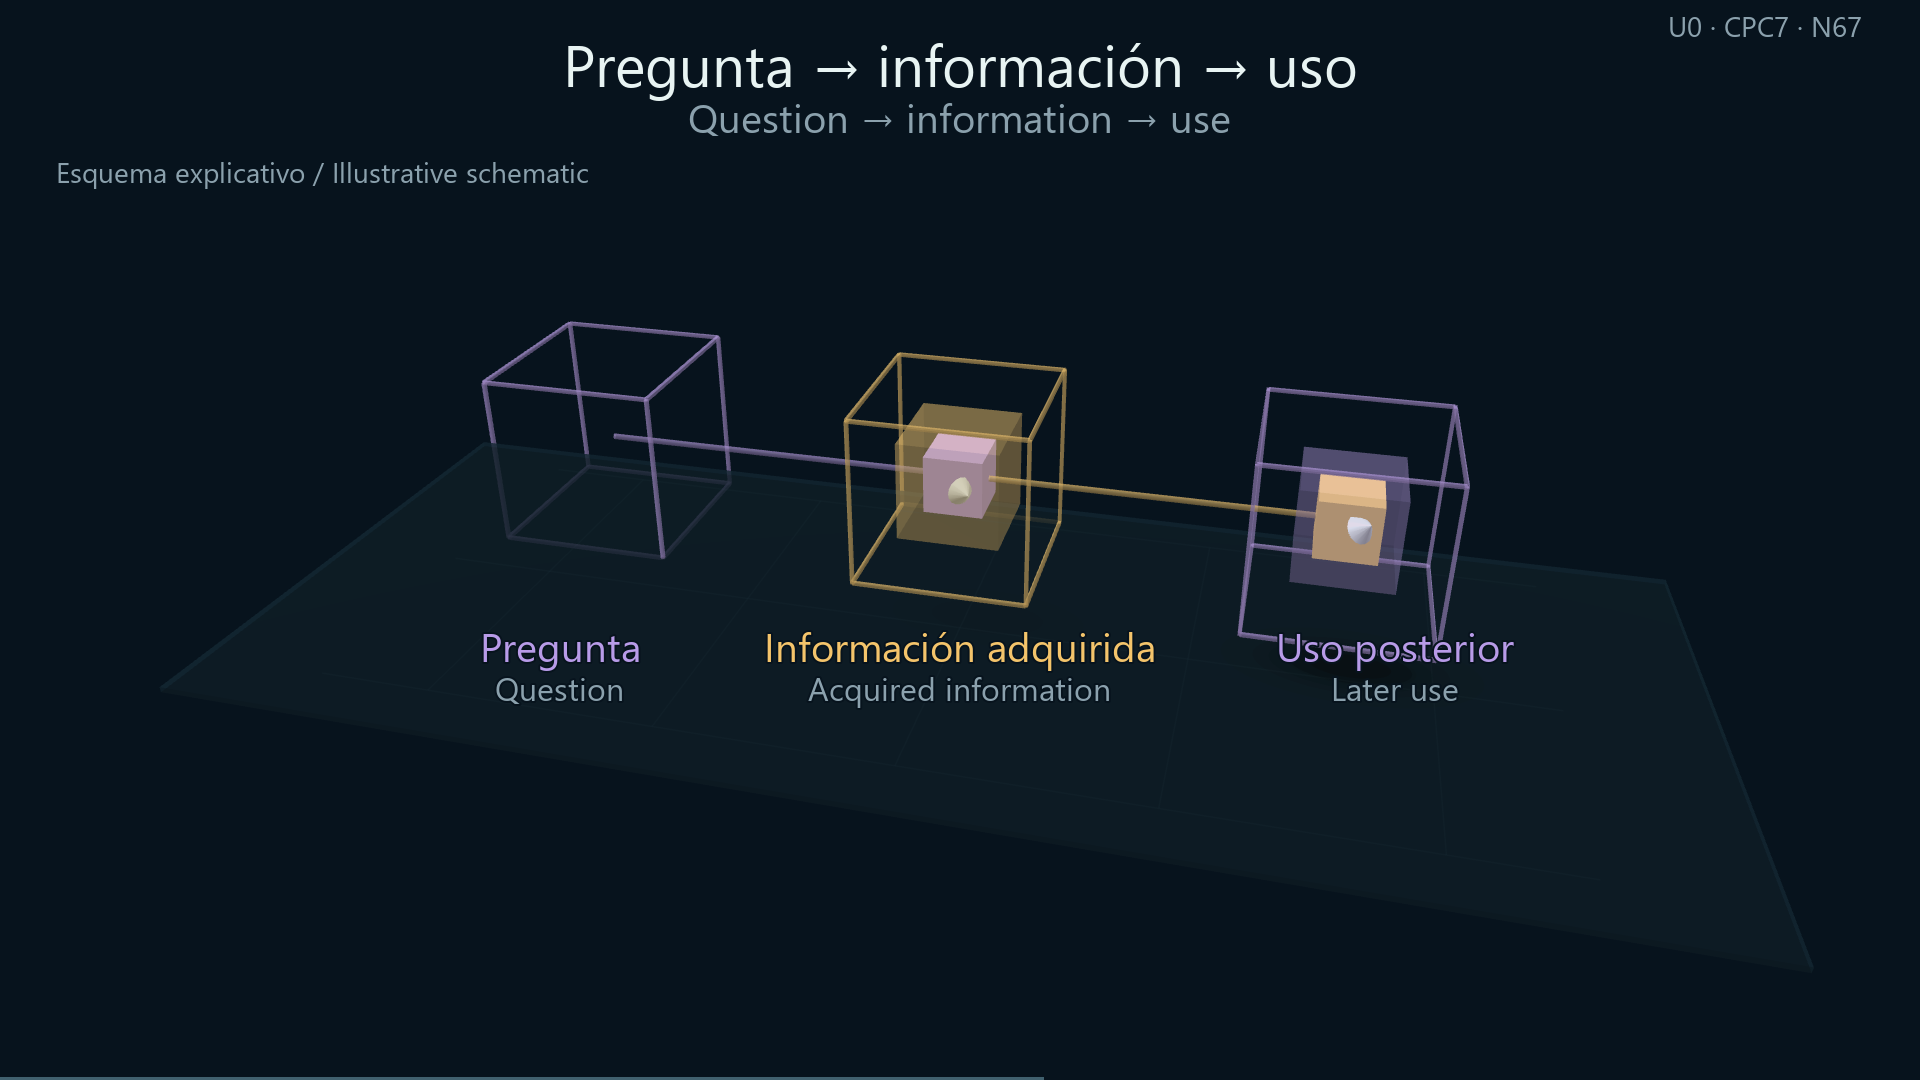 U0 · CPC7 · N67
Pregunta → información → uso
Question → information → use
Esquema explicativo / Illustrative schematic
Pregunta
Question
Información adquirida
Acquired information
Uso posterior
Later use